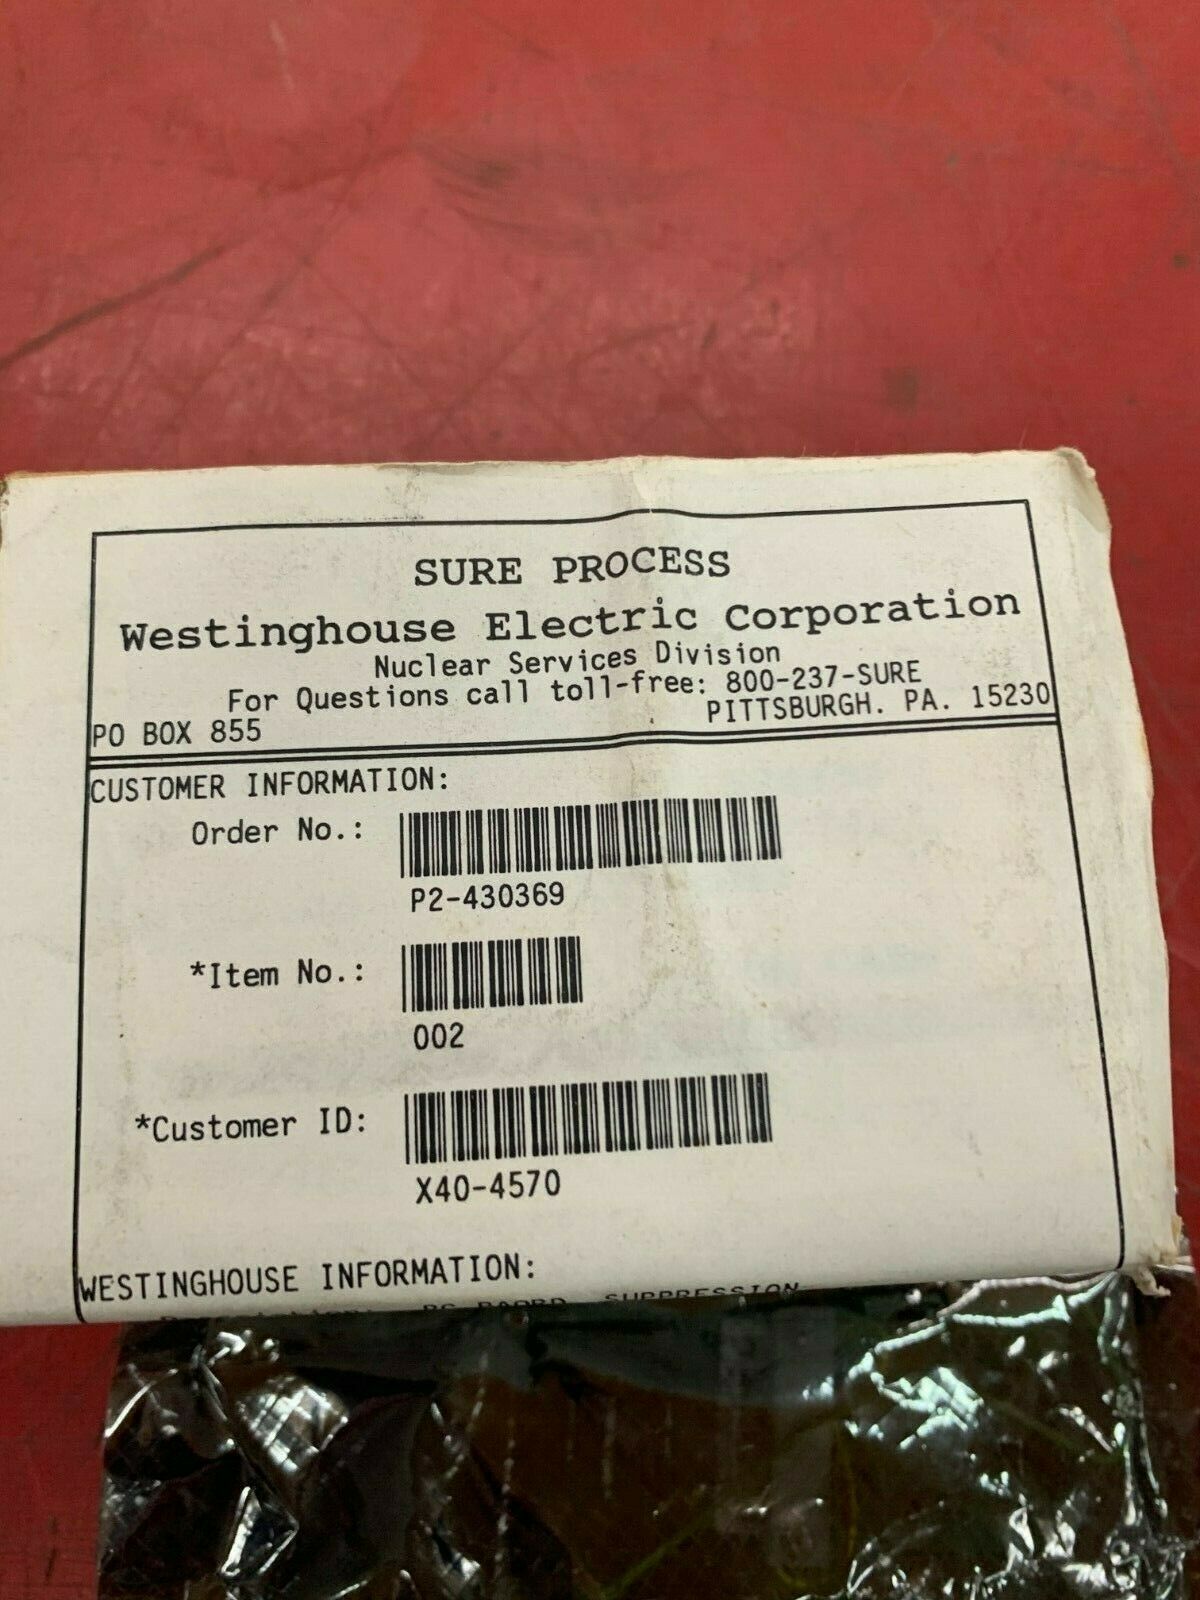 SURE PROCESS
Westinghouse Electric Corporation
Nuclear Services Division
For Questions call toll-free: 800-237-SURE
PO BOX 855 PITTSBURGH. PA. 15230
CUSTOMER INFORMATION:
Order No.:
P2-430369
*Item No.:
002
*Customer ID:
X40-4570
WESTINGHOUSE INFORMATION:
SUPPRESSION